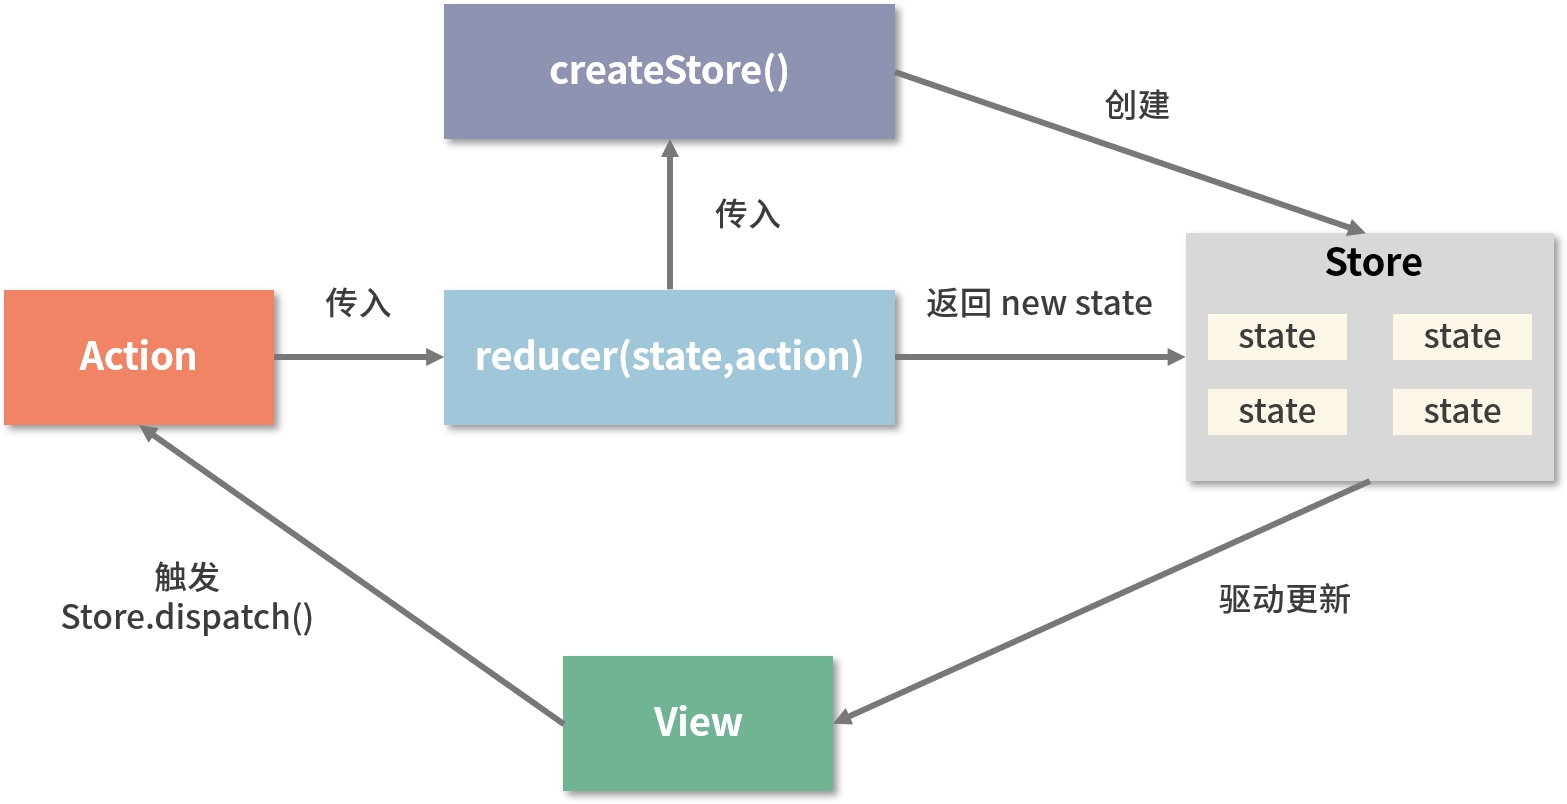 createStore()
创建
传入
Store
传入
返回 new state
state
state
Action
reducer(state,action)
state
state
触发
Store.dispatch()
驱动更新
View